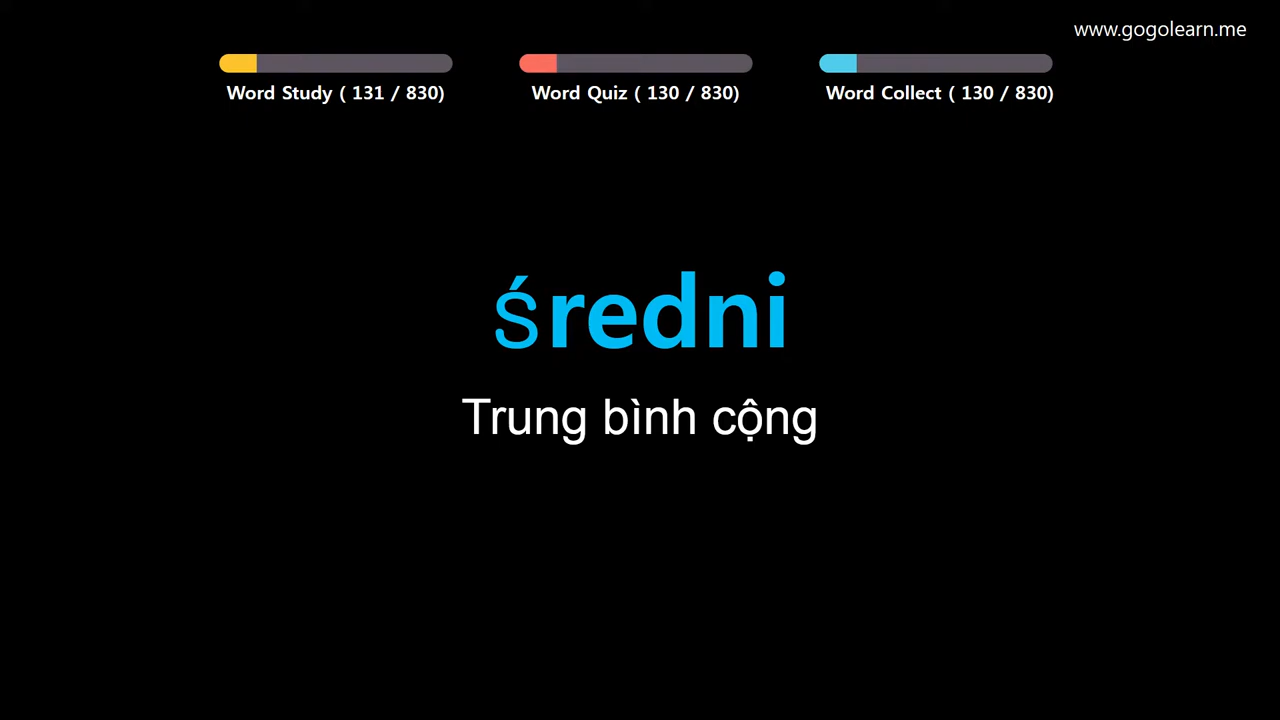 www.gogolearn.me
Word Study ( 131 / 830)
Word Quiz ( 130 / 830)
Word Collect ( 130 / 830)
średni
Trung bình cộng